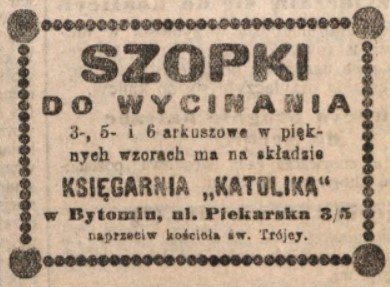 SZOPKI
DO WYCINANIA
3-, 5- i 6 arkuszowe w pięk-
nych wzorach ma na składzie
KSIĘGARNIA „KATOLIKA“
w Bytomiu, ul. Piekarska 3/5
naprzeciw kościoła św. Trójcy.